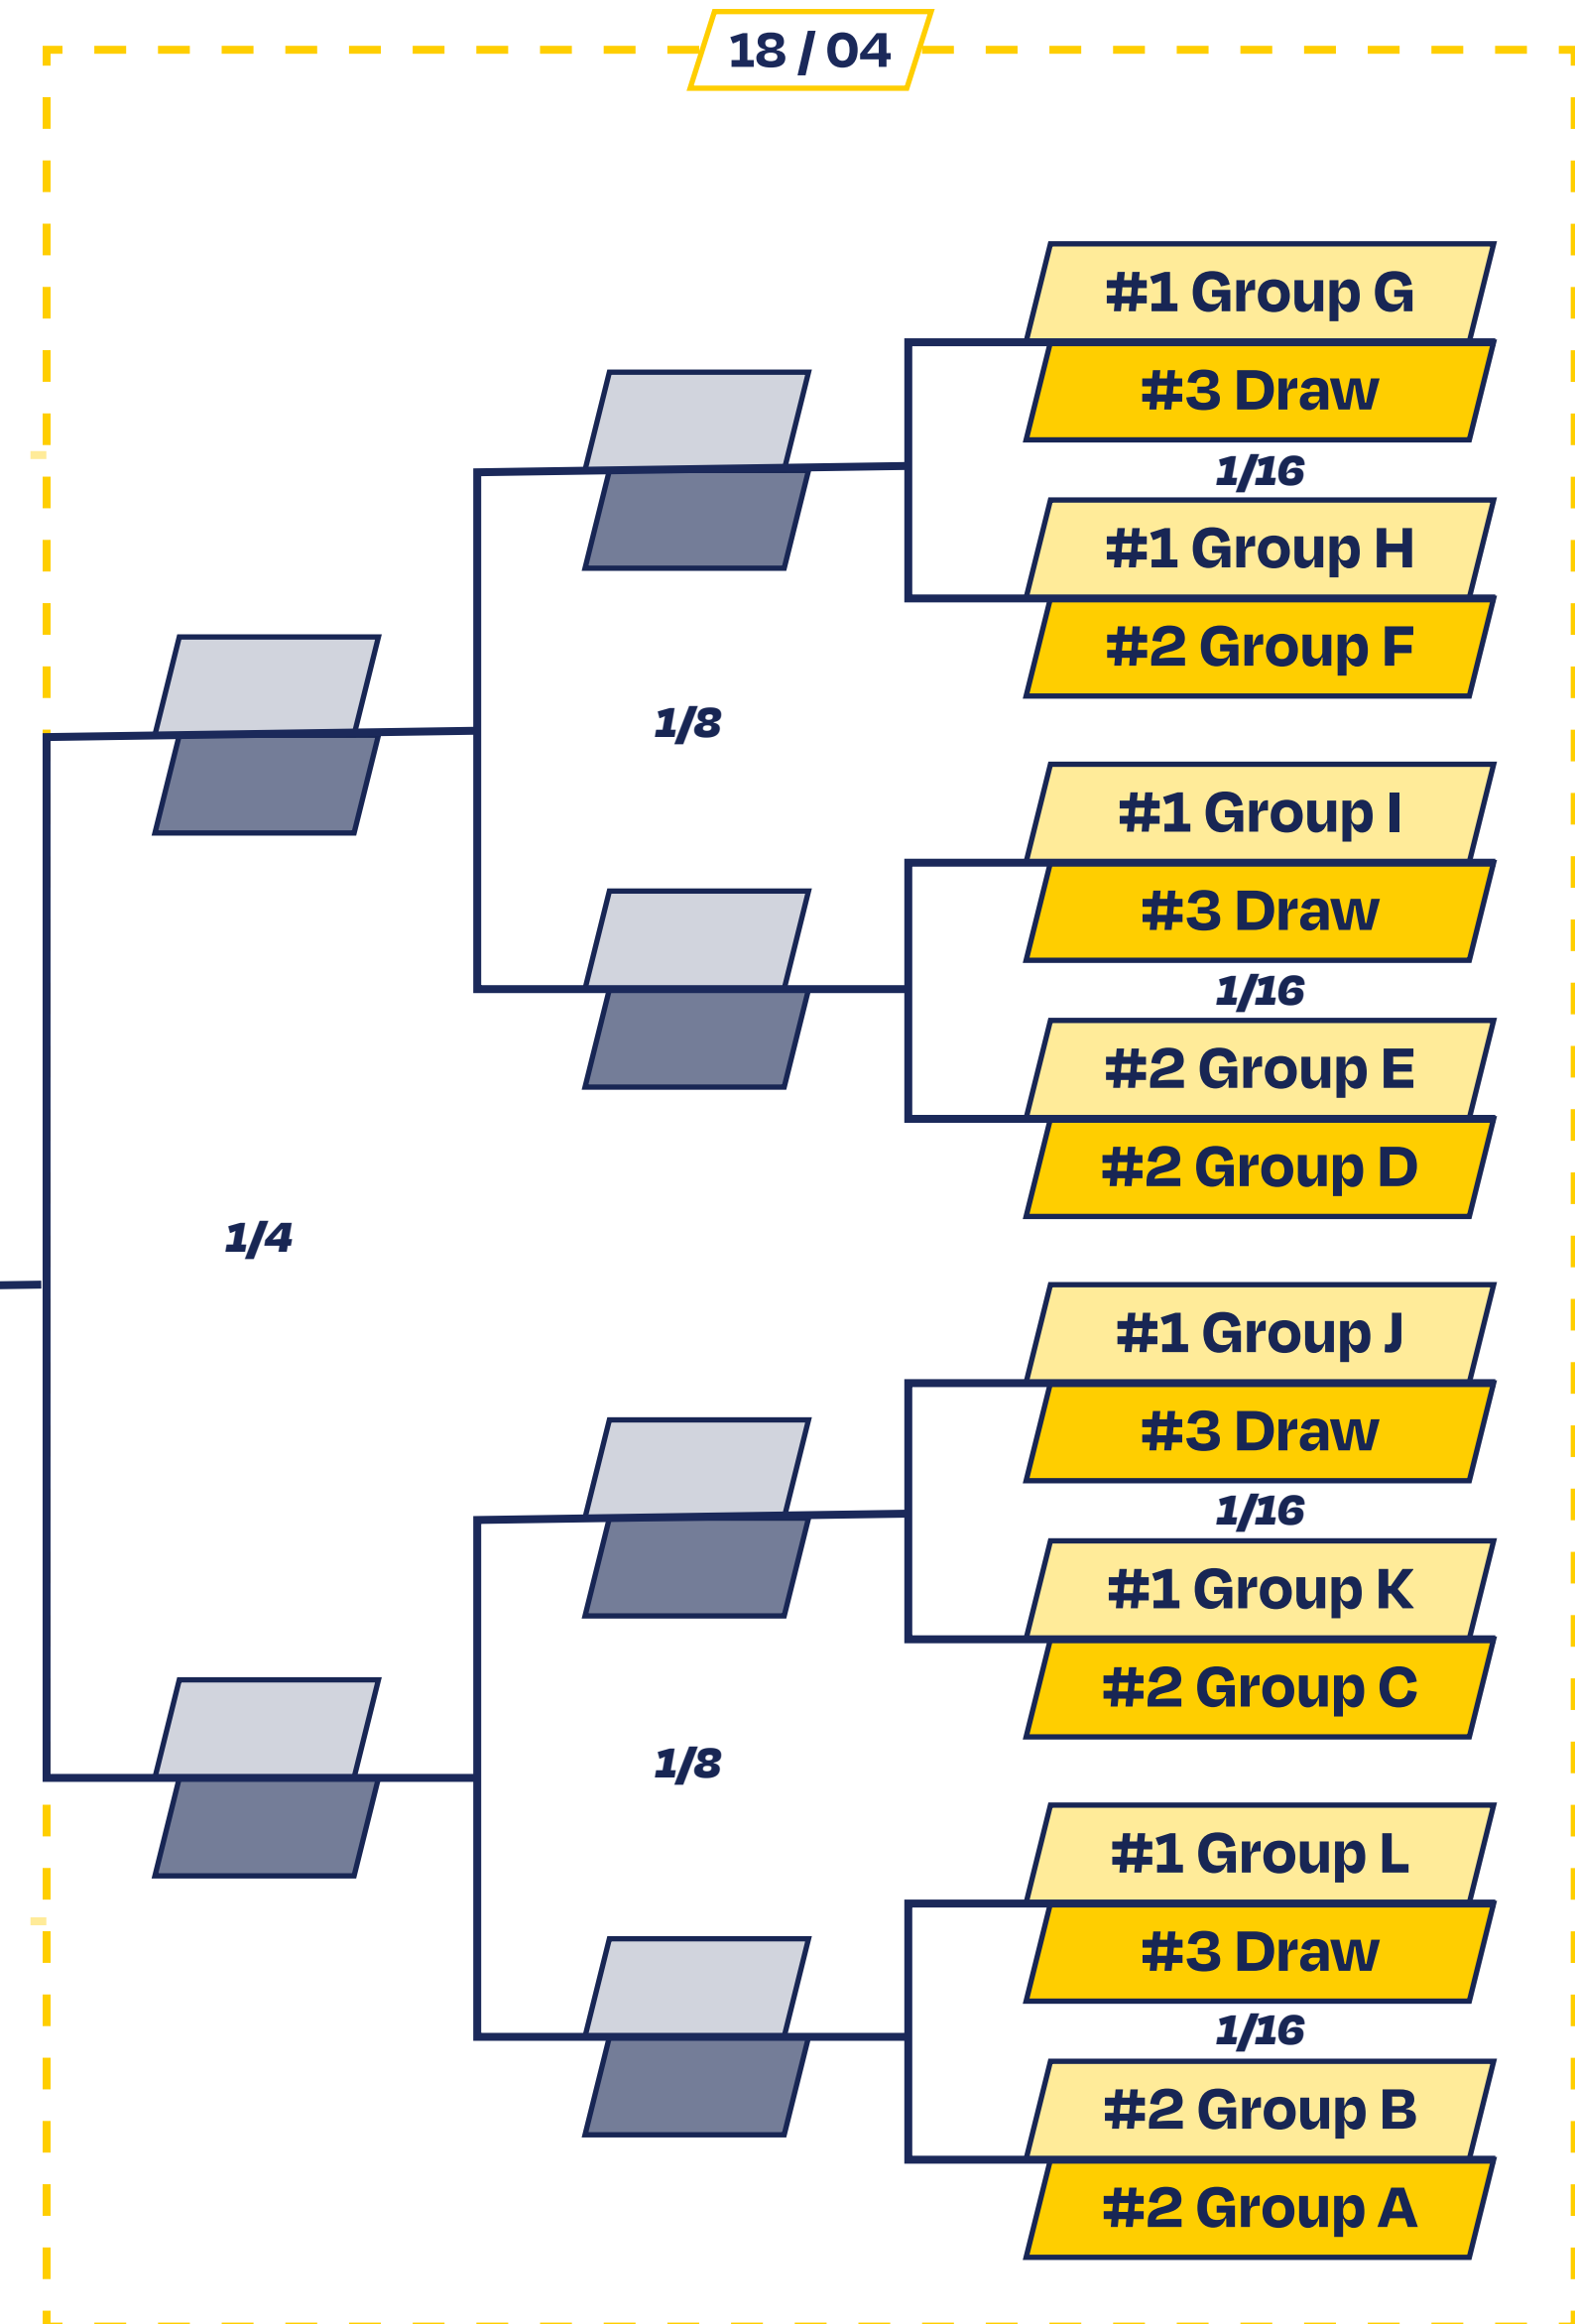 18 / 04
#1 Group G
#3 Draw
1/16
#1 Group H
#2 Group F
1/8
#1 Group I
#3 Draw
1/16
#2 Group E
#2 Group D
1/4
#1 Group J
#3 Draw
1/16
#1 Group K
#2 Group C
1/8
#1 Group L
#3 Draw
1/16
#2 Group B
#2 Group A